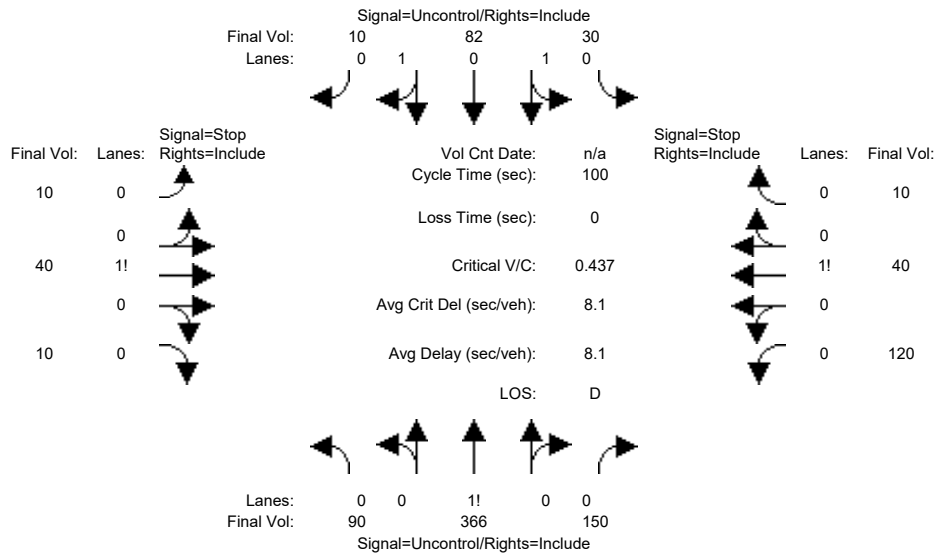 Signal=Uncontrol/Rights=Include
Final Vol: 10 82 30
Lanes: 0 1 0 1 0
Signal=Stop
Final Vol: Lanes: Rights=Include
Vol Cnt Date: n/a
Signal=Stop
Rights=Include Lanes: Final Vol:
Cycle Time (sec): 100
10 0
0 10
Loss Time (sec): 0
0
0
40 1!
Critical V/C: 0.437
1! 40
0
Avg Crit Del (sec/veh): 8.1
0
10 0
Avg Delay (sec/veh): 8.1
0 120
LOS: D
Lanes: 0 0 1! 0 0
Final Vol: 90 366 150
Signal=Uncontrol/Rights=Include